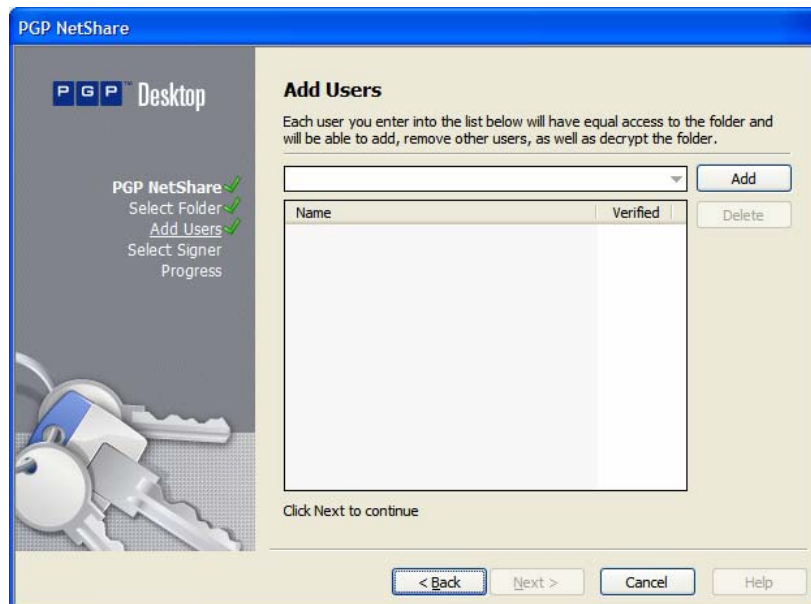 PGP NetShare
PGP™ Desktop
PGP NetShare
Select Folder
Add Users
Select Signer
Progress
Add Users
Each user you enter into the list below will have equal access to the folder and
will be able to add, remove other users, as well as decrypt the folder.
Add
Name Verified
Delete
Click Next to continue
< Back Next > Cancel Help